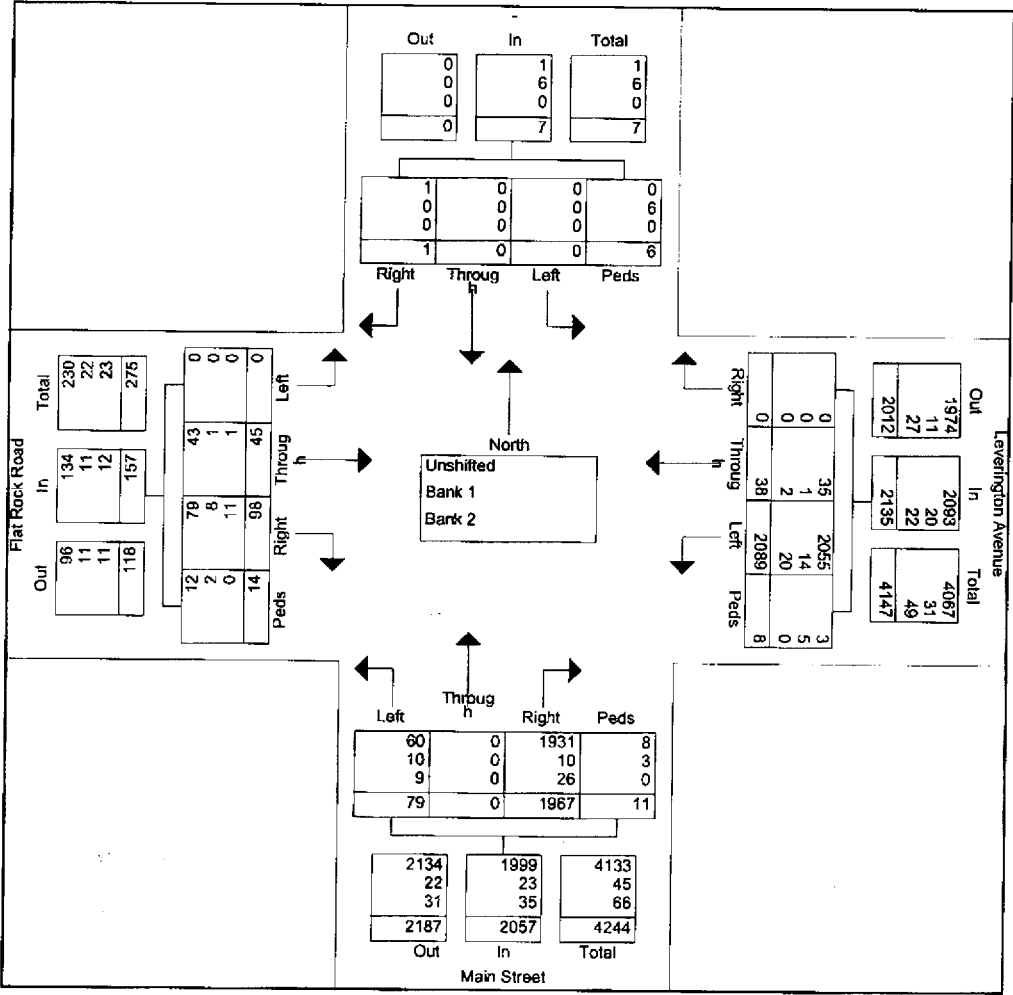 Out In Total
0 1 1
0 6 6
0 0 0
0 7 7
1 0 0 0
0 0 0 6
0 0 0 0
1 0 0 6
Right Throug Left Peds
h
Flat Rock Road
Total
230
22
23
275
In
134
11
12
157
Out
96
11
11
118
0 0 0 0
Left
43 1 1 45
Throug
h
79 8 11 98
Right
12 2 0 14
Peds
North
Unshifted
Bank 1
Bank 2
Right
0 0 0 0
Throug
h
35 1 2 38
Left
2055 14 20 2089
Peds
3 5 0 8
Out
1974
11
27
2012
In
2093
20
22
2135
Total
4067
31
49
4147
Leverington Avenue
Left Throug Right Peds
h
60 0 1931 8
10 0 10 3
9 0 26 0
79 0 1967 11
2134 1999 4133
22 23 45
31 35 66
2187 2057 4244
Out In Total
Main Street